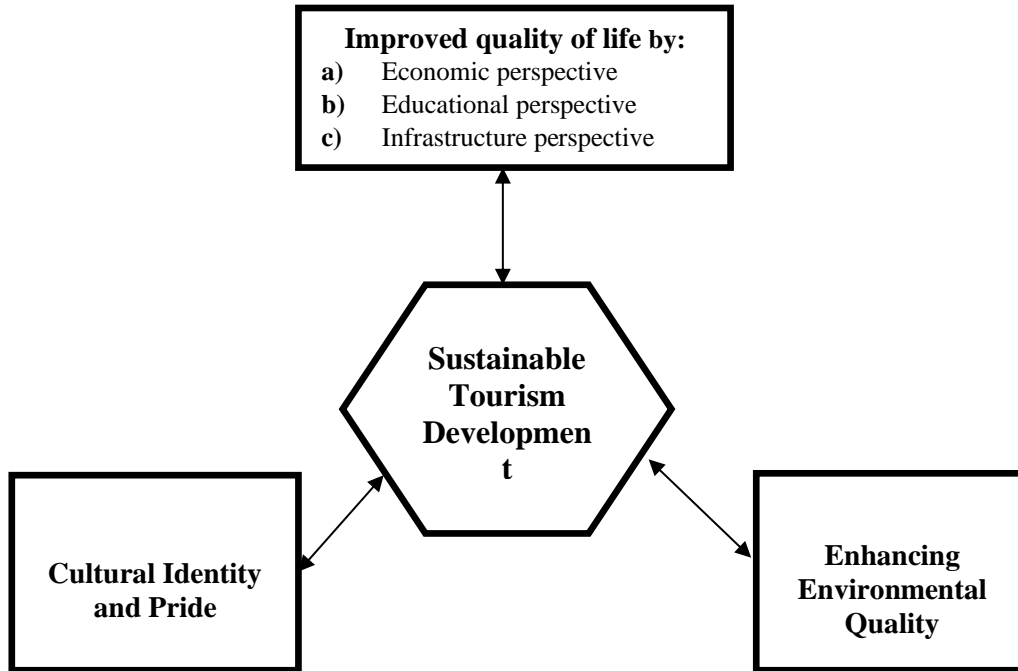 Improved quality of life by:
a) Economic perspective
b) Educational perspective
c) Infrastructure perspective
Sustainable
Tourism
Developmen
t
Cultural Identity
and Pride
Enhancing
Environmental
Quality